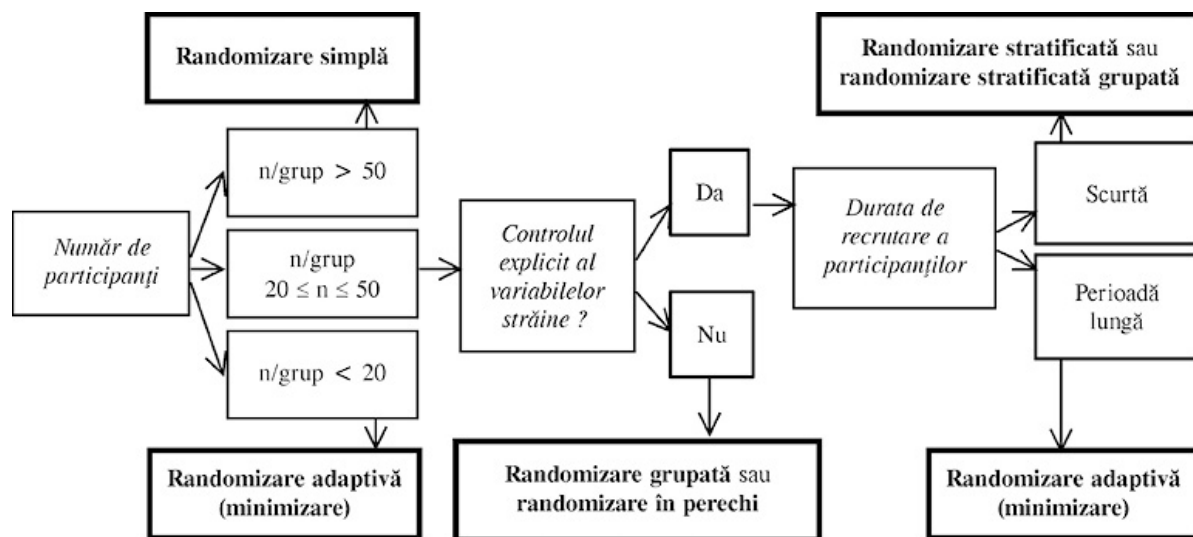 Randomizare simplă
n/grup > 50
Număr de
participanţi
n/grup
20 ≤ n ≤ 50
n/grup < 20
Randomizare adaptivă
(minimizare)
Controlul
explicit al
variabilelor
străine ?
Da
Nu
Randomizare grupată sau
randomizare în perechi
Durata de
recrutare a
participanţilor
Randomizare stratificată sau
randomizare stratificată grupată
Scurtă
Perioadă
lungă
Randomizare adaptivă
(minimizare)